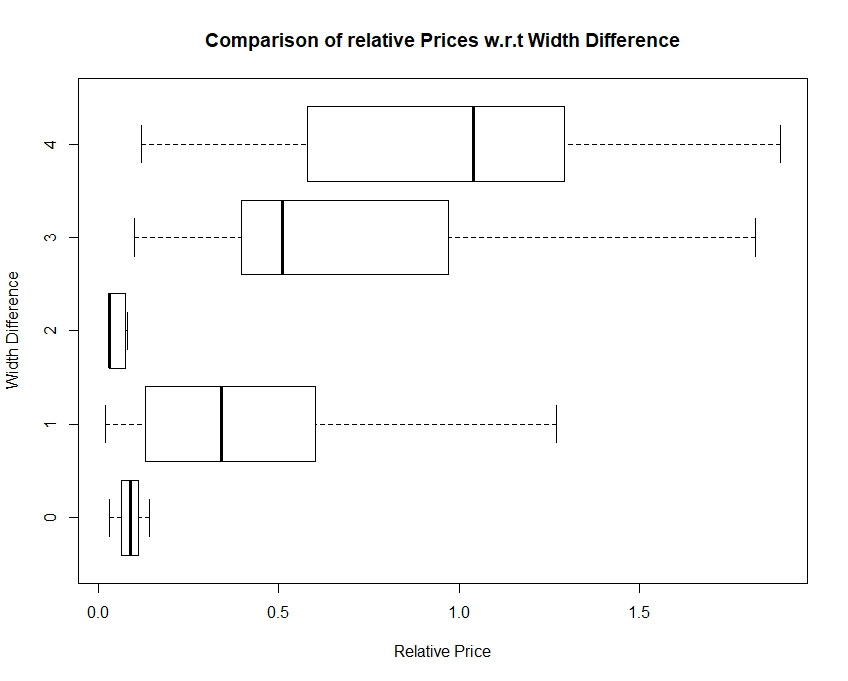 Comparison of relative Prices w.r.t Width Difference
4
3
2
1
0
Width Difference
0.0 0.5 1.0 1.5
Relative Price